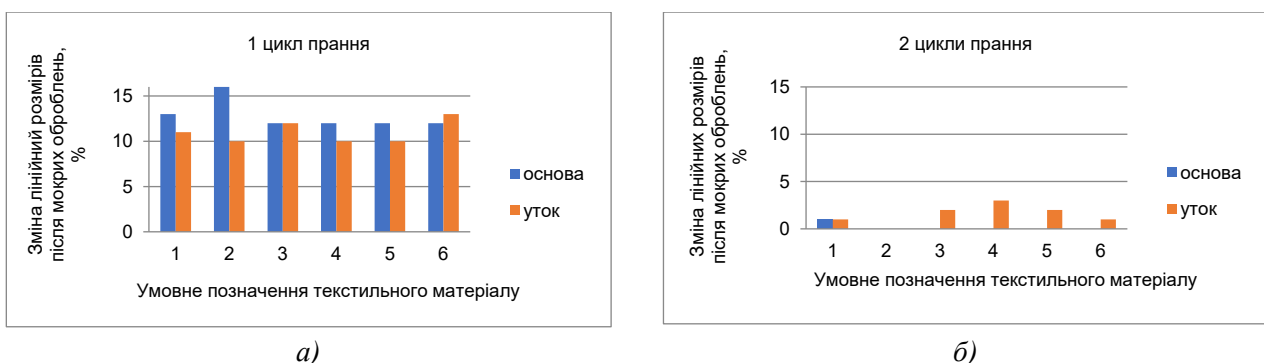 1 цикл прання
Зміна лінійний розмірів
після мокрих оброблень,
%
15
10
5
0
1 2 3 4 5 6
Умовне позначення текстильного матеріалу
основа
уток
а)
2 цикли прання
Зміна лінійних розмірів
після мокрих оброблень,
%
15
10
5
0
1 2 3 4 5 6
Умовне позначення текстильного матеріалу
основа
уток
б)